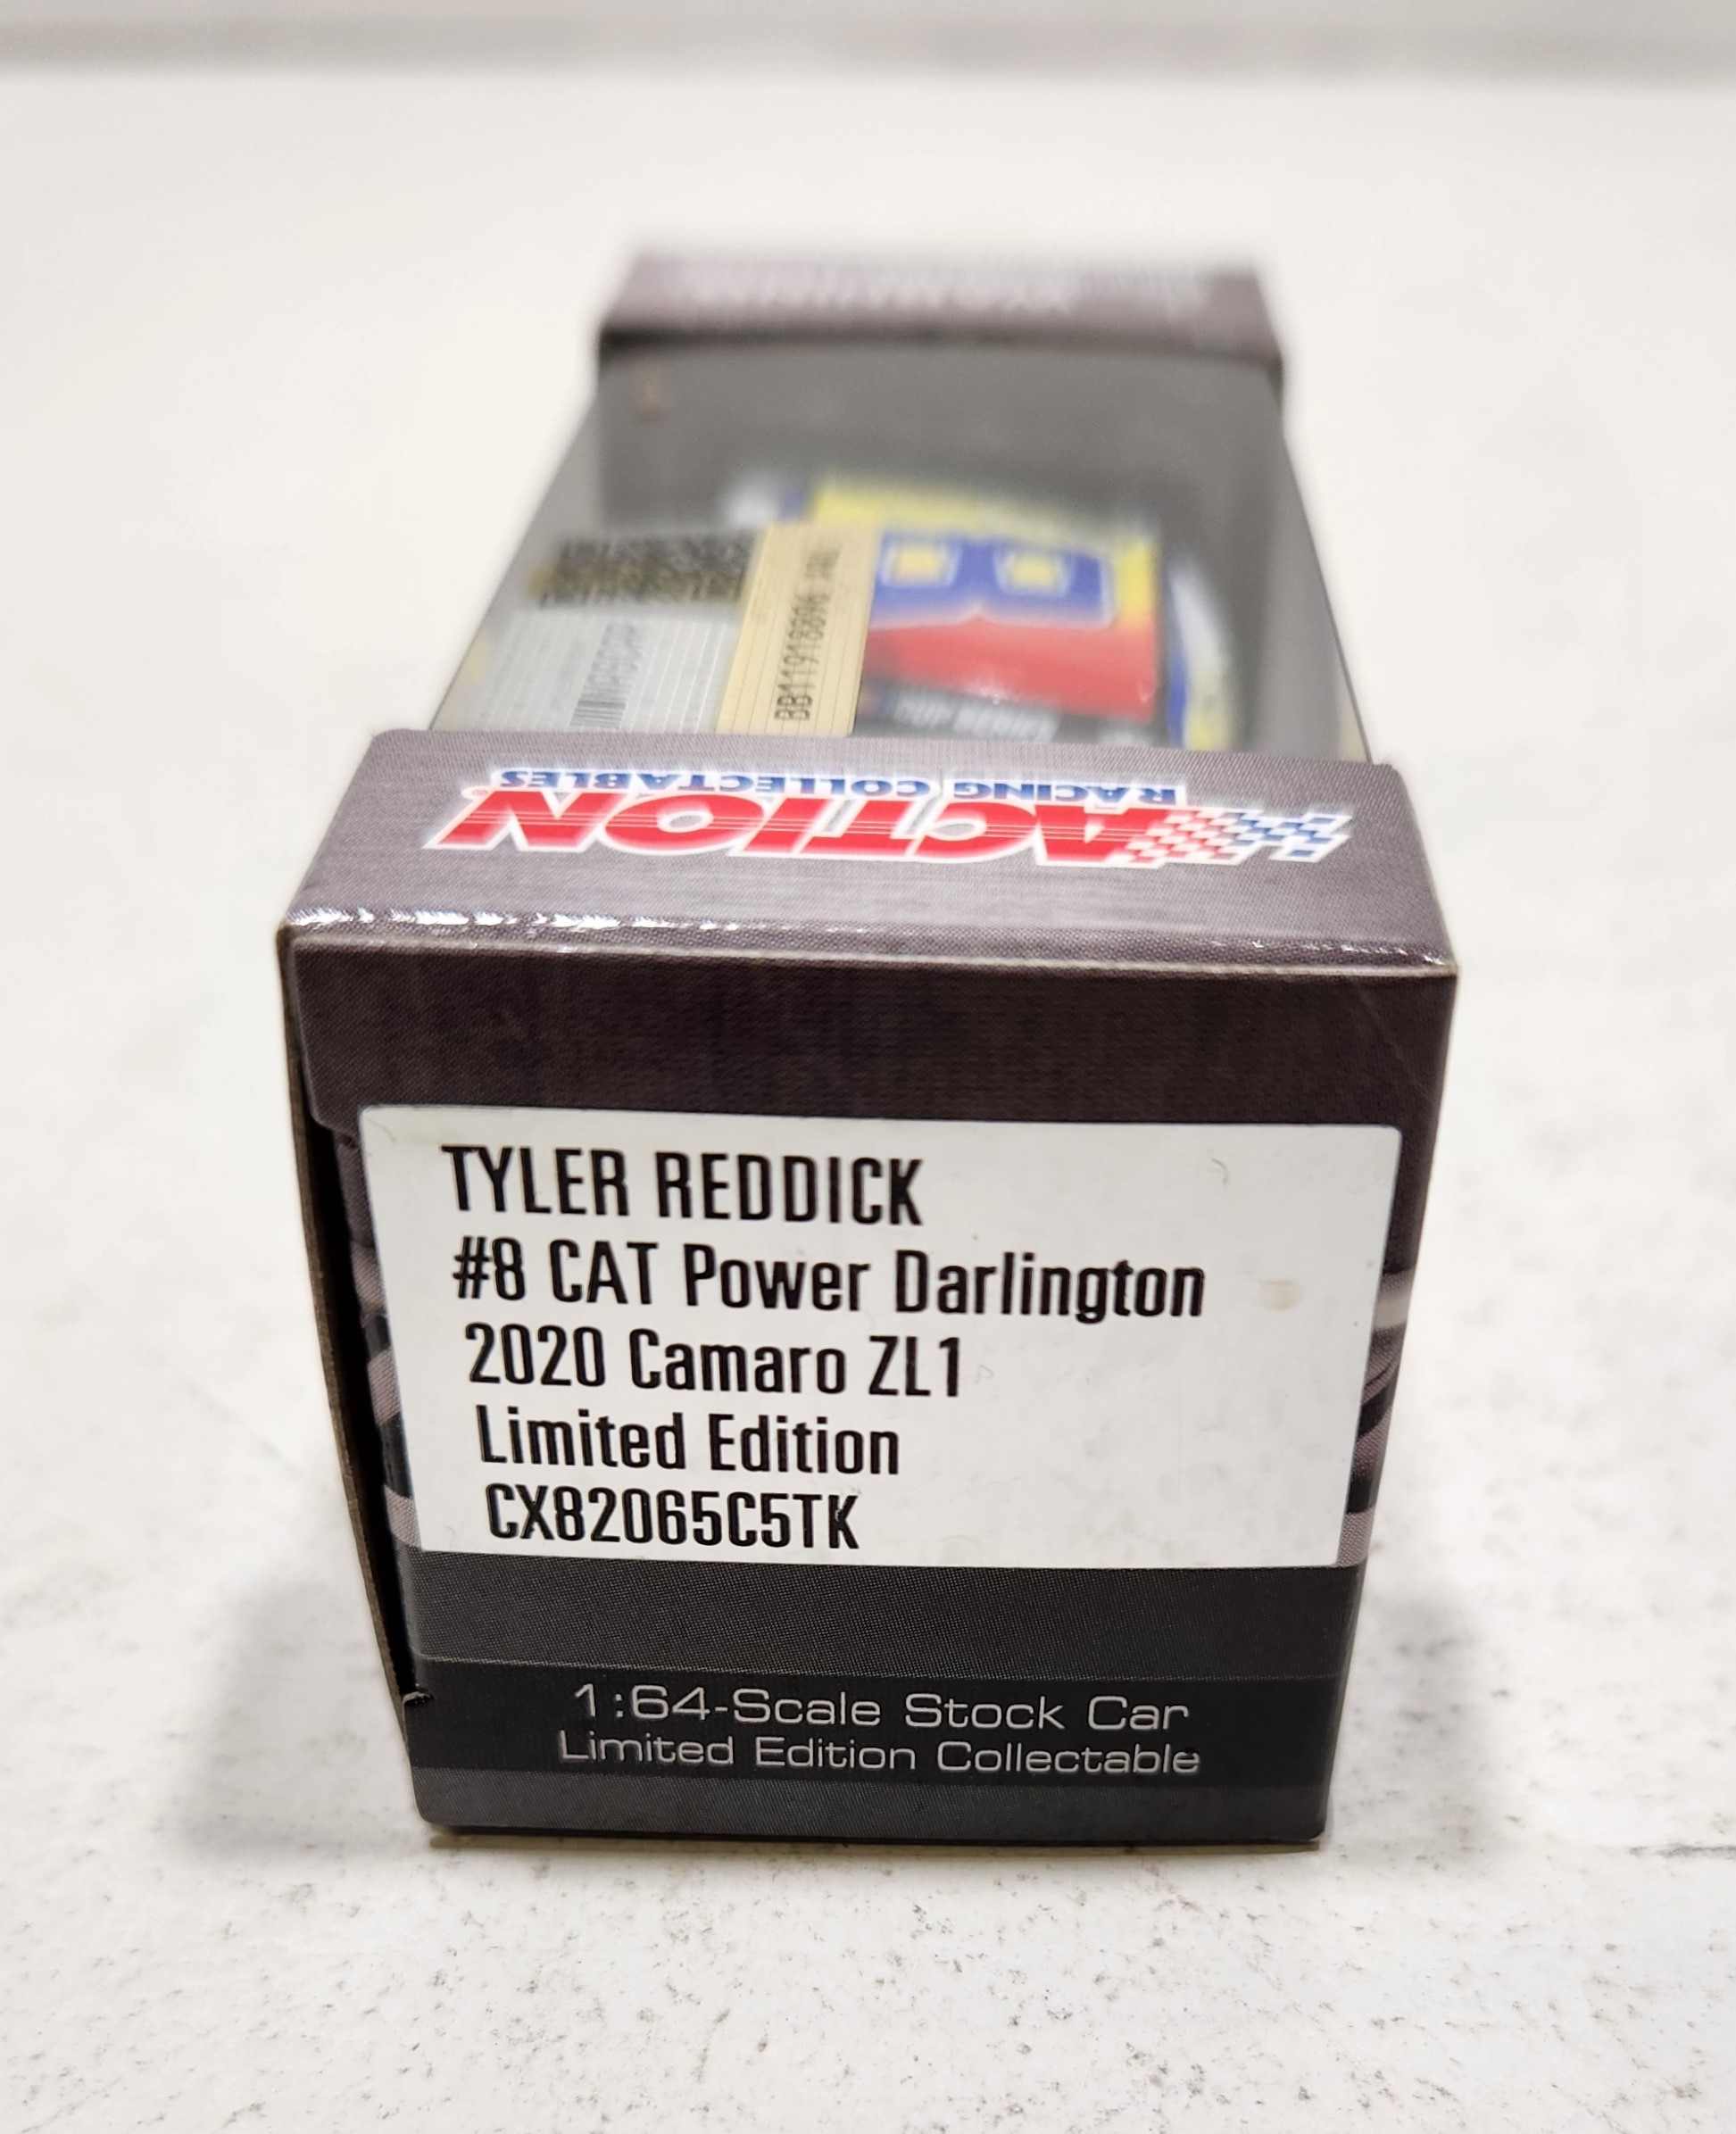 BB11918896
ACTION
RACING COLLECTABLES
TYLER REDDICK
#8 CAT Power Darlington
2020 Camaro ZL1
Limited Edition
CX82065C5TK
1:64-Scale Stock Car
Limited Edition Collectable